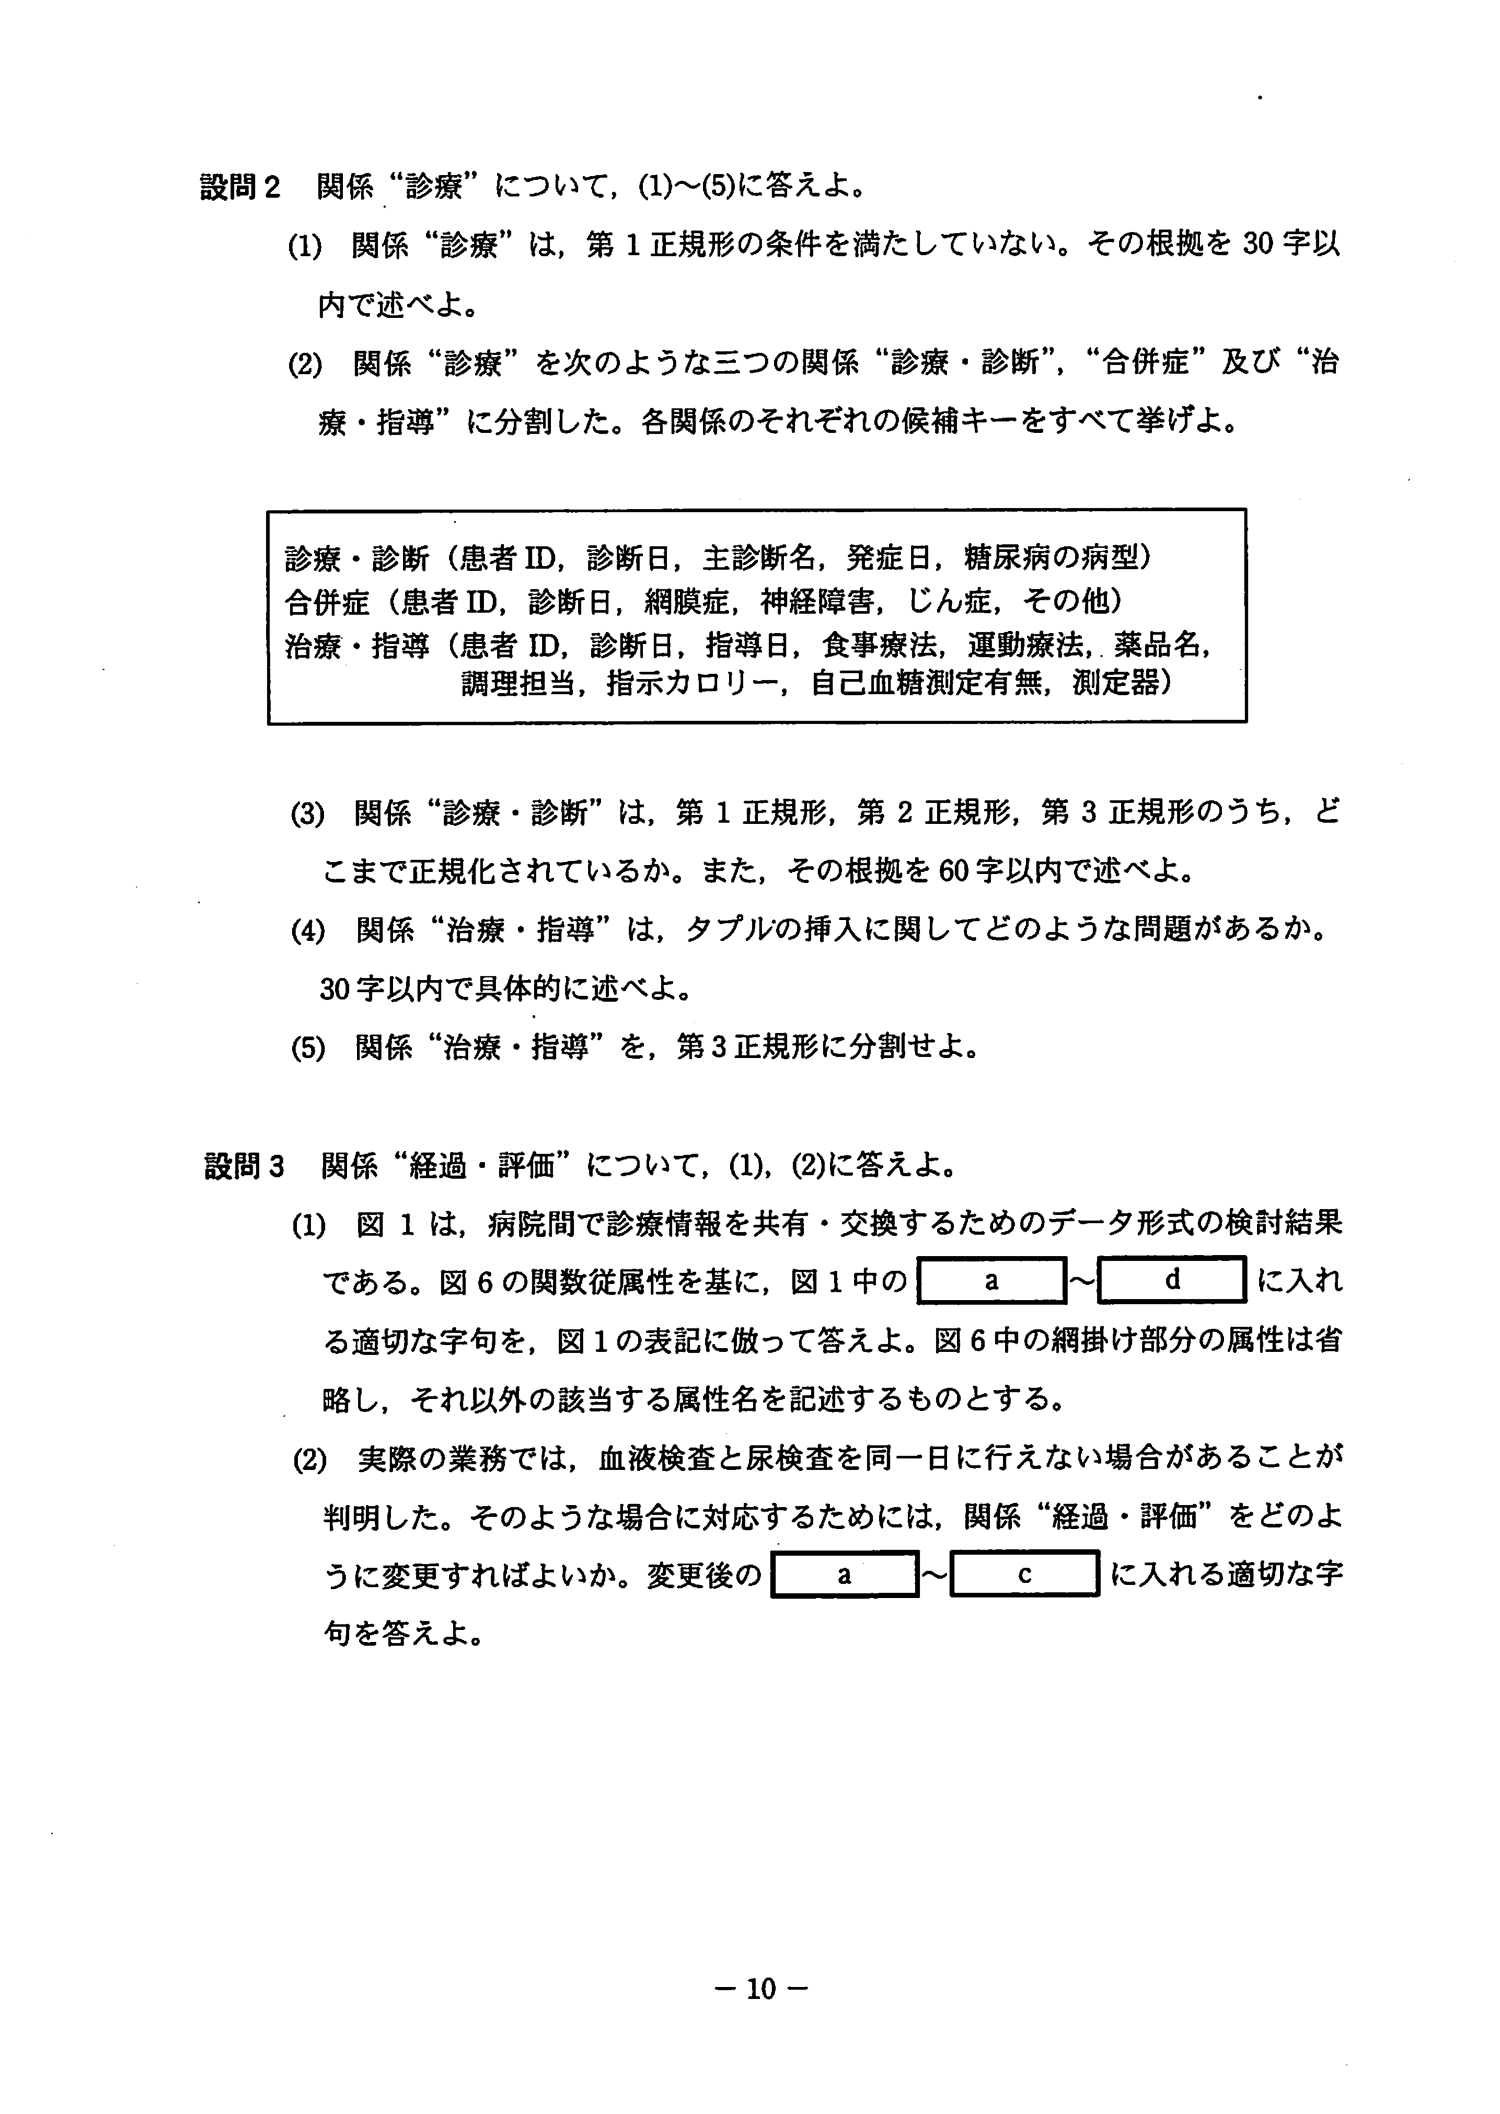 設問2　関係“診療”について，(1)～(5)に答えよ。
(1)　関係“診療”は，第1正規形の条件を満たしていない。その根拠を30字以
内で述べよ。
(2)　関係“診療”を次のような三つの関係“診療・診断”，“合併症”及び“治
療・指導”に分割した。各関係のそれぞれの候補キーをすべて挙げよ。
診療・診断（患者ID，診断日，主診断名，発症日，糖尿病の病型）
合併症（患者ID，診断日，網膜症，神経障害，じん症，その他）
治療・指導（患者ID，診断日，指導日，食事療法，運動療法，薬品名，
調理担当，指示カロリー，自己血糖測定有無，測定器）
(3)　関係“診療・診断”は，第1正規形，第2正規形，第3正規形のうち，ど
こまで正規化されているか。また，その根拠を60字以内で述べよ。
(4)　関係“治療・指導”は，タプルの挿入に関してどのような問題があるか。
30字以内で具体的に述べよ。
(5)　関係“治療・指導”を，第3正規形に分割せよ。
設問3　関係“経過・評価”について，(1)，(2)に答えよ。
(1)　図1は，病院間で診療情報を共有・交換するためのデータ形式の検討結果
である。図6の関数従属性を基に，図1中の a ～ d に入れ
る適切な字句を，図1の表記に倣って答えよ。図6中の網掛け部分の属性は省
略し，それ以外の該当する属性名を記述するものとする。
(2)　実際の業務では，血液検査と尿検査を同一日に行えない場合があることが
判明した。そのような場合に対応するためには，関係“経過・評価”をどのよ
うに変更すればよいか。変更後の a ～ c に入れる適切な字
句を答えよ。
－ 10 －